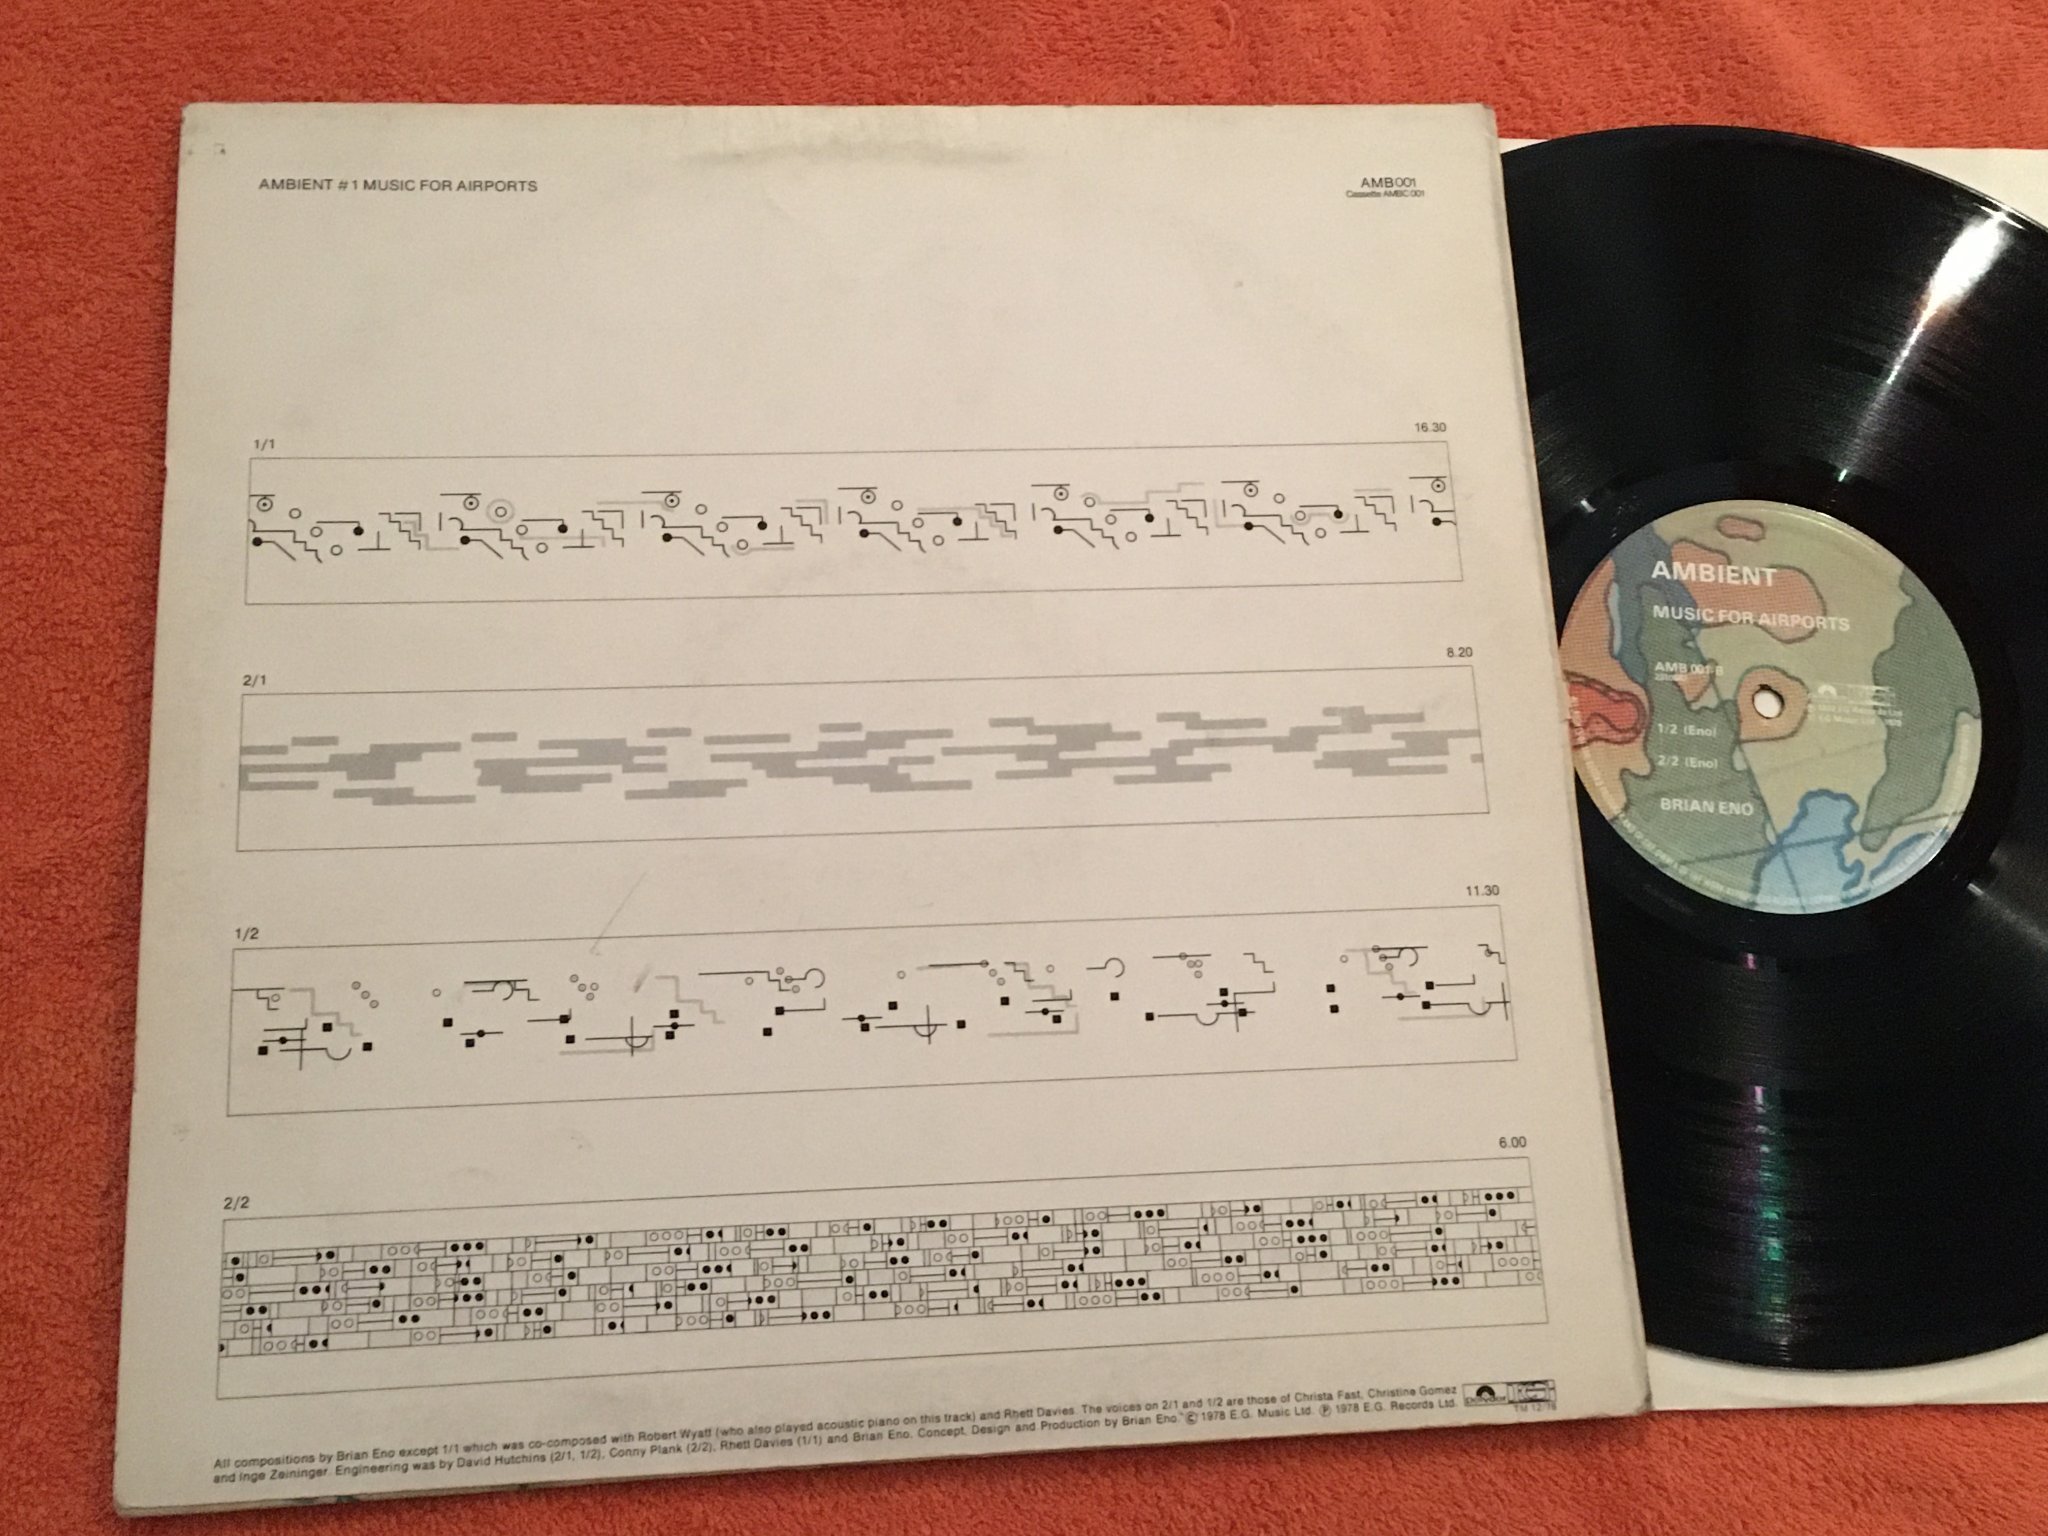 AMBIENT #1 MUSIC FOR AIRPORTS
AMB 001
Cassette AMBC 001
1/1
16.30
2/1
8.20
1/2
11.30
2/2
6.00
All compositions by Brian Eno except 1/1 which was co-composed with Robert Wyatt (who also played acoustic piano on this track) and Rhett Davies. The voices on 2/1 and 1/2 are those of Christa Fast, Christine Gomez
and Inge Zeininger. Engineering was by David Hutchins (2/1, 1/2), Conny Plank (2/2), Rhett Davies (1/1) and Brian Eno. Concept, Design and Production by Brian Eno. © 1978 E.G. Music Ltd. ℗ 1978 E.G. Records Ltd.
polydor
TM 12/78
AMBIENT
MUSIC FOR AIRPORTS
AMB 001 B
1/2 (Eno)
2/2 (Eno)
BRIAN ENO